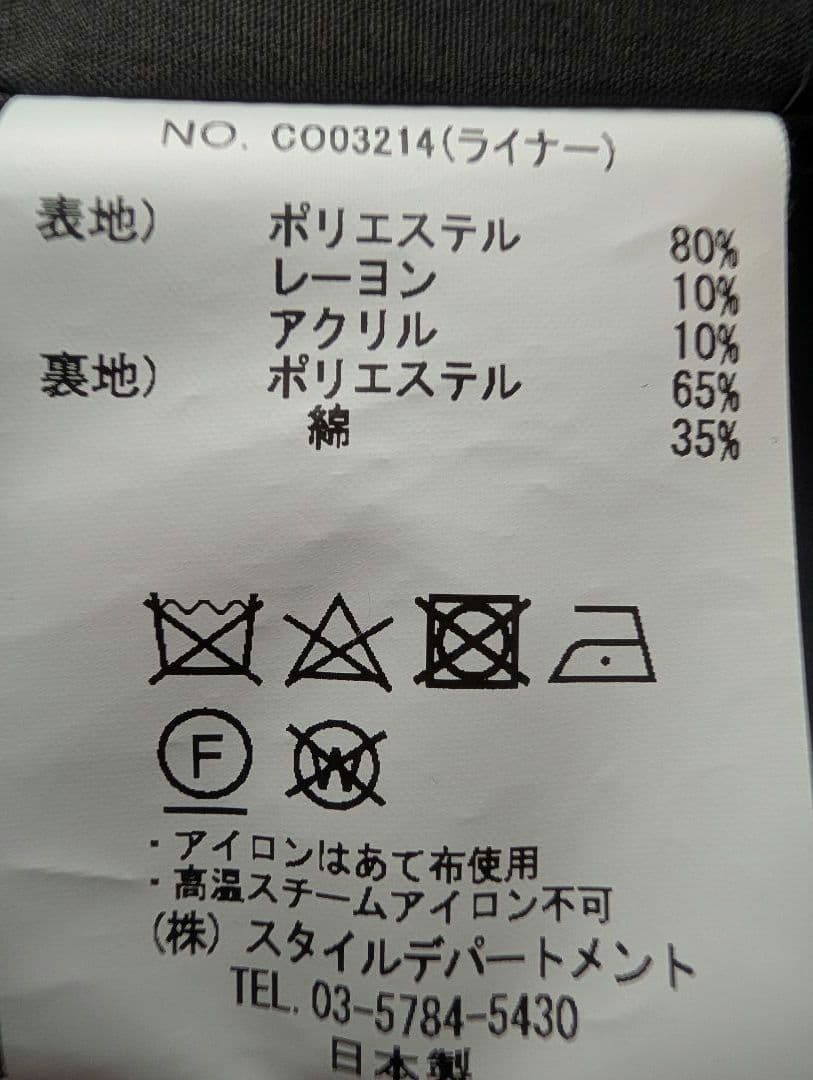 NO. CO03214(ライナー)
表地) ポリエステル 80%
レーヨン 10%
アクリル 10%
裏地) ポリエステル 65%
綿 35%
F W
・アイロンはあて布使用
・高温スチームアイロン不可
(株) スタイルデパートメント
TEL. 03-5784-5430
日本製